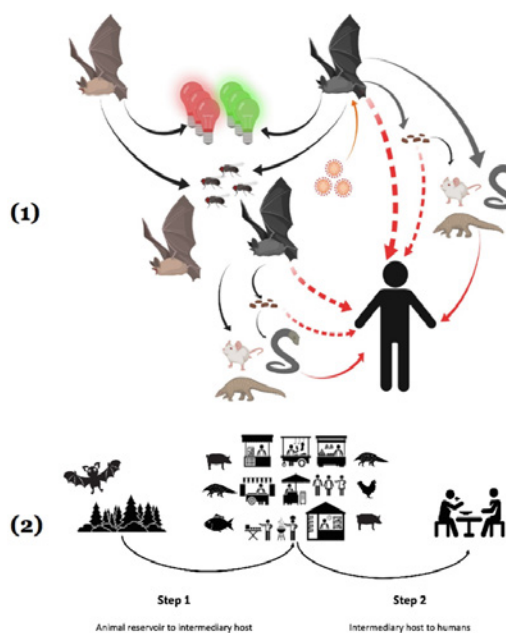 (1)
(2)
Step 1
Step 2
Animal reservoir to intermediary host
Intermediary host to humans